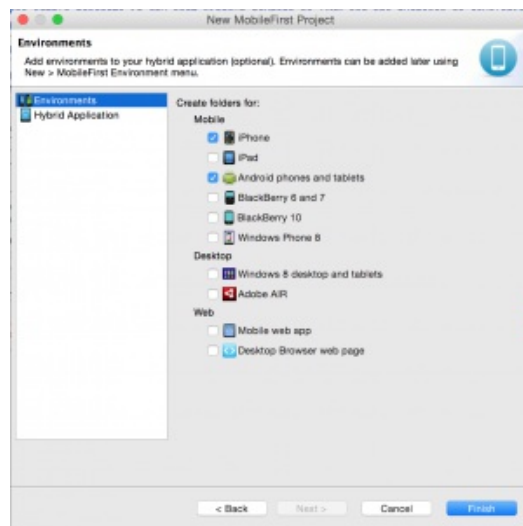 New MobileFirst Project
Environments
Add environments to your hybrid application (optional). Environments can be added later using
New > MobileFirst Environment menu.
Environments
Hybrid Application
Create folders for:
Mobile
iPhone
iPad
Android phones and tablets
BlackBerry 6 and 7
BlackBerry 10
Windows Phone 8
Desktop
Windows 8 desktop and tablets
Adobe AIR
Web
Mobile web app
Desktop Browser web page
< Back Next > Cancel Finish